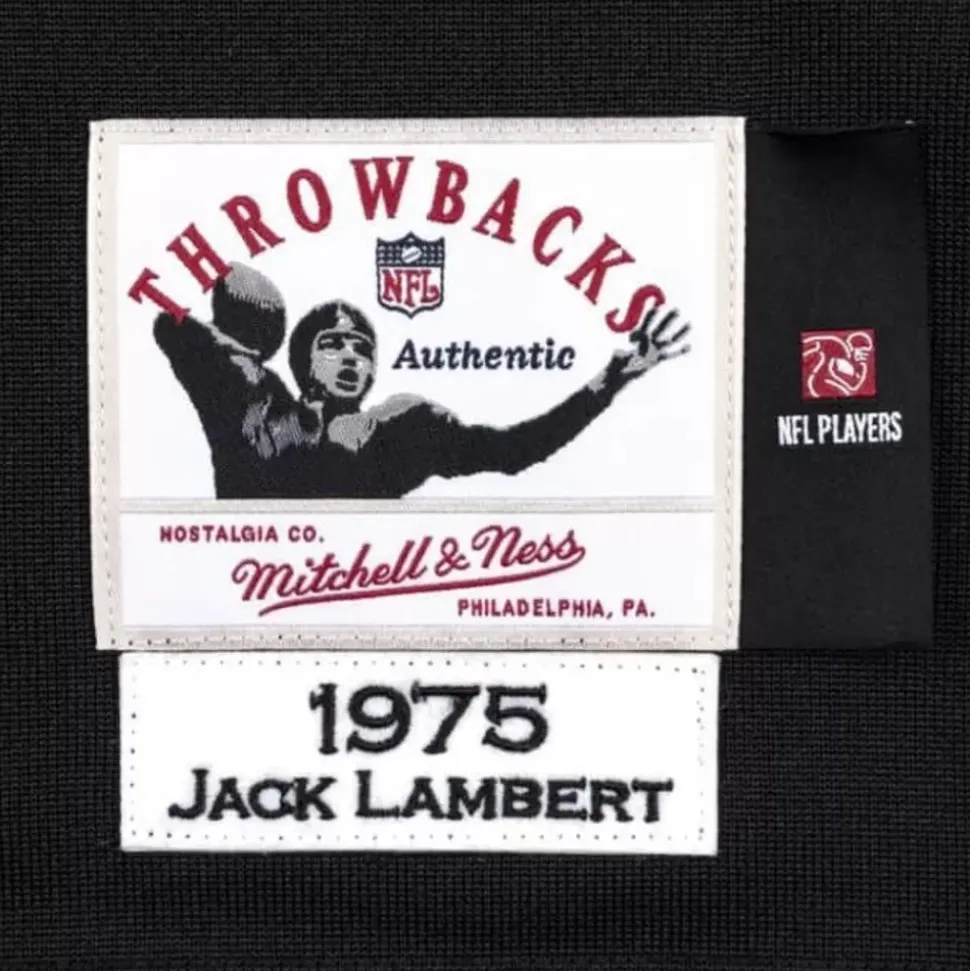 THROWBACKS
NFL
Authentic
NFL PLAYERS
NOSTALGIA CO.
Mitchell & Ness
PHILADELPHIA, PA.
1975
JACK LAMBERT